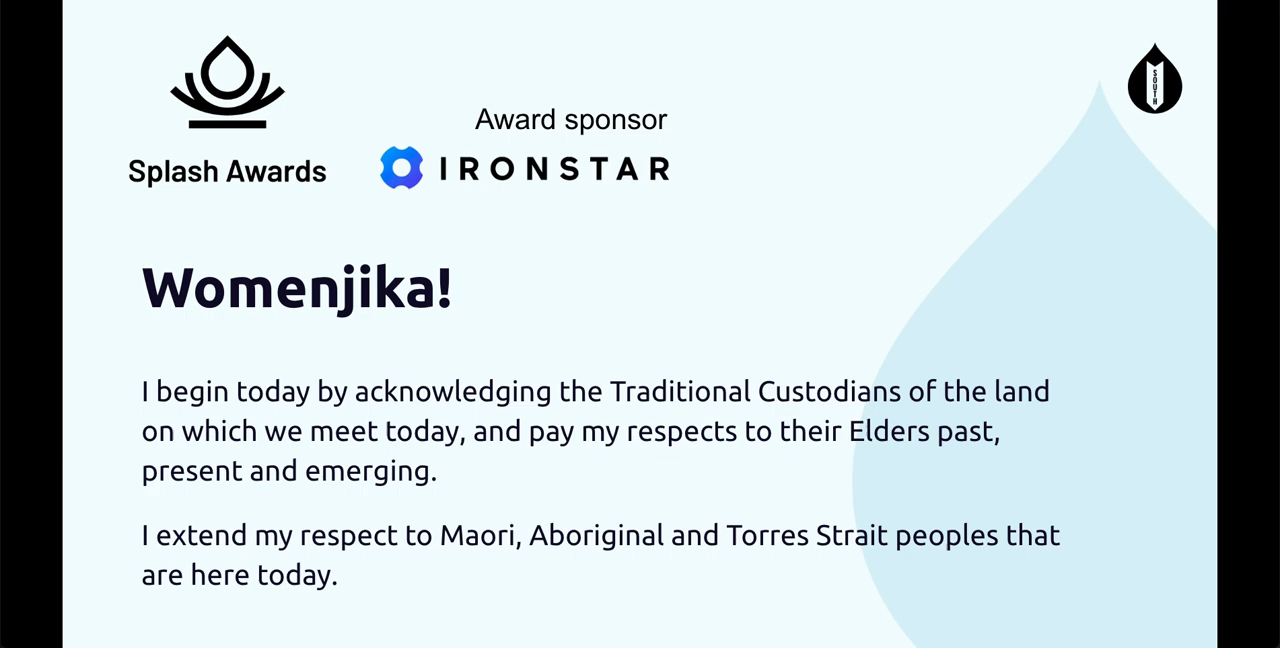 Award sponsor
SOUTH
Splash Awards
IRONSTAR
Womenjika!
I begin today by acknowledging the Traditional Custodians of the land
on which we meet today, and pay my respects to their Elders past,
present and emerging.
I extend my respect to Maori, Aboriginal and Torres Strait peoples that
are here today.